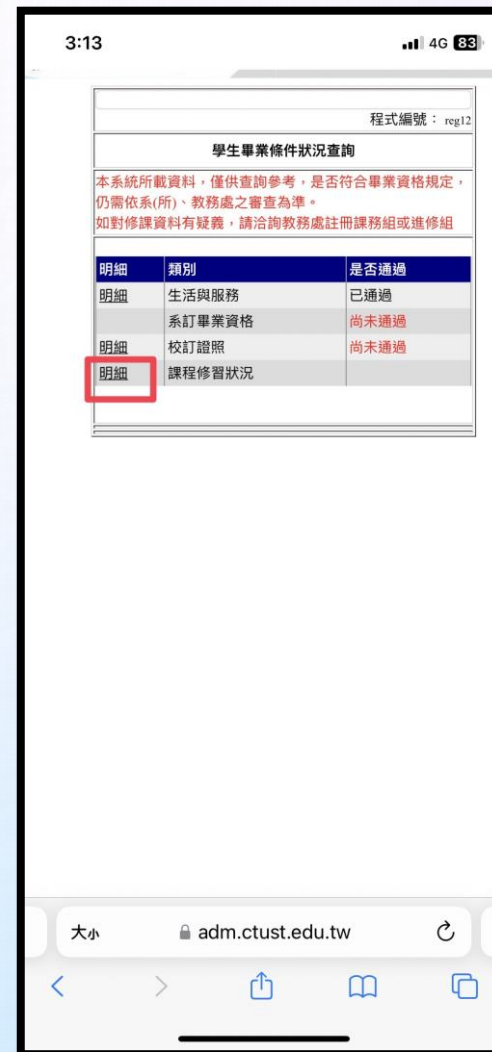 3:13 4G 83
程式編號： reg12
學生畢業條件狀況查詢
本系統所載資料，僅供查詢參考，是否符合畢業資格規定，
仍需依系(所)、教務處之審查為準。
如對修課資料有疑義，請洽詢教務處註冊課務組或進修組
明細 類別 是否通過
明細 生活與服務 已通過
系訂畢業資格 尚未通過
明細 校訂證照 尚未通過
明細 課程修習狀況
大小 adm.ctust.edu.tw